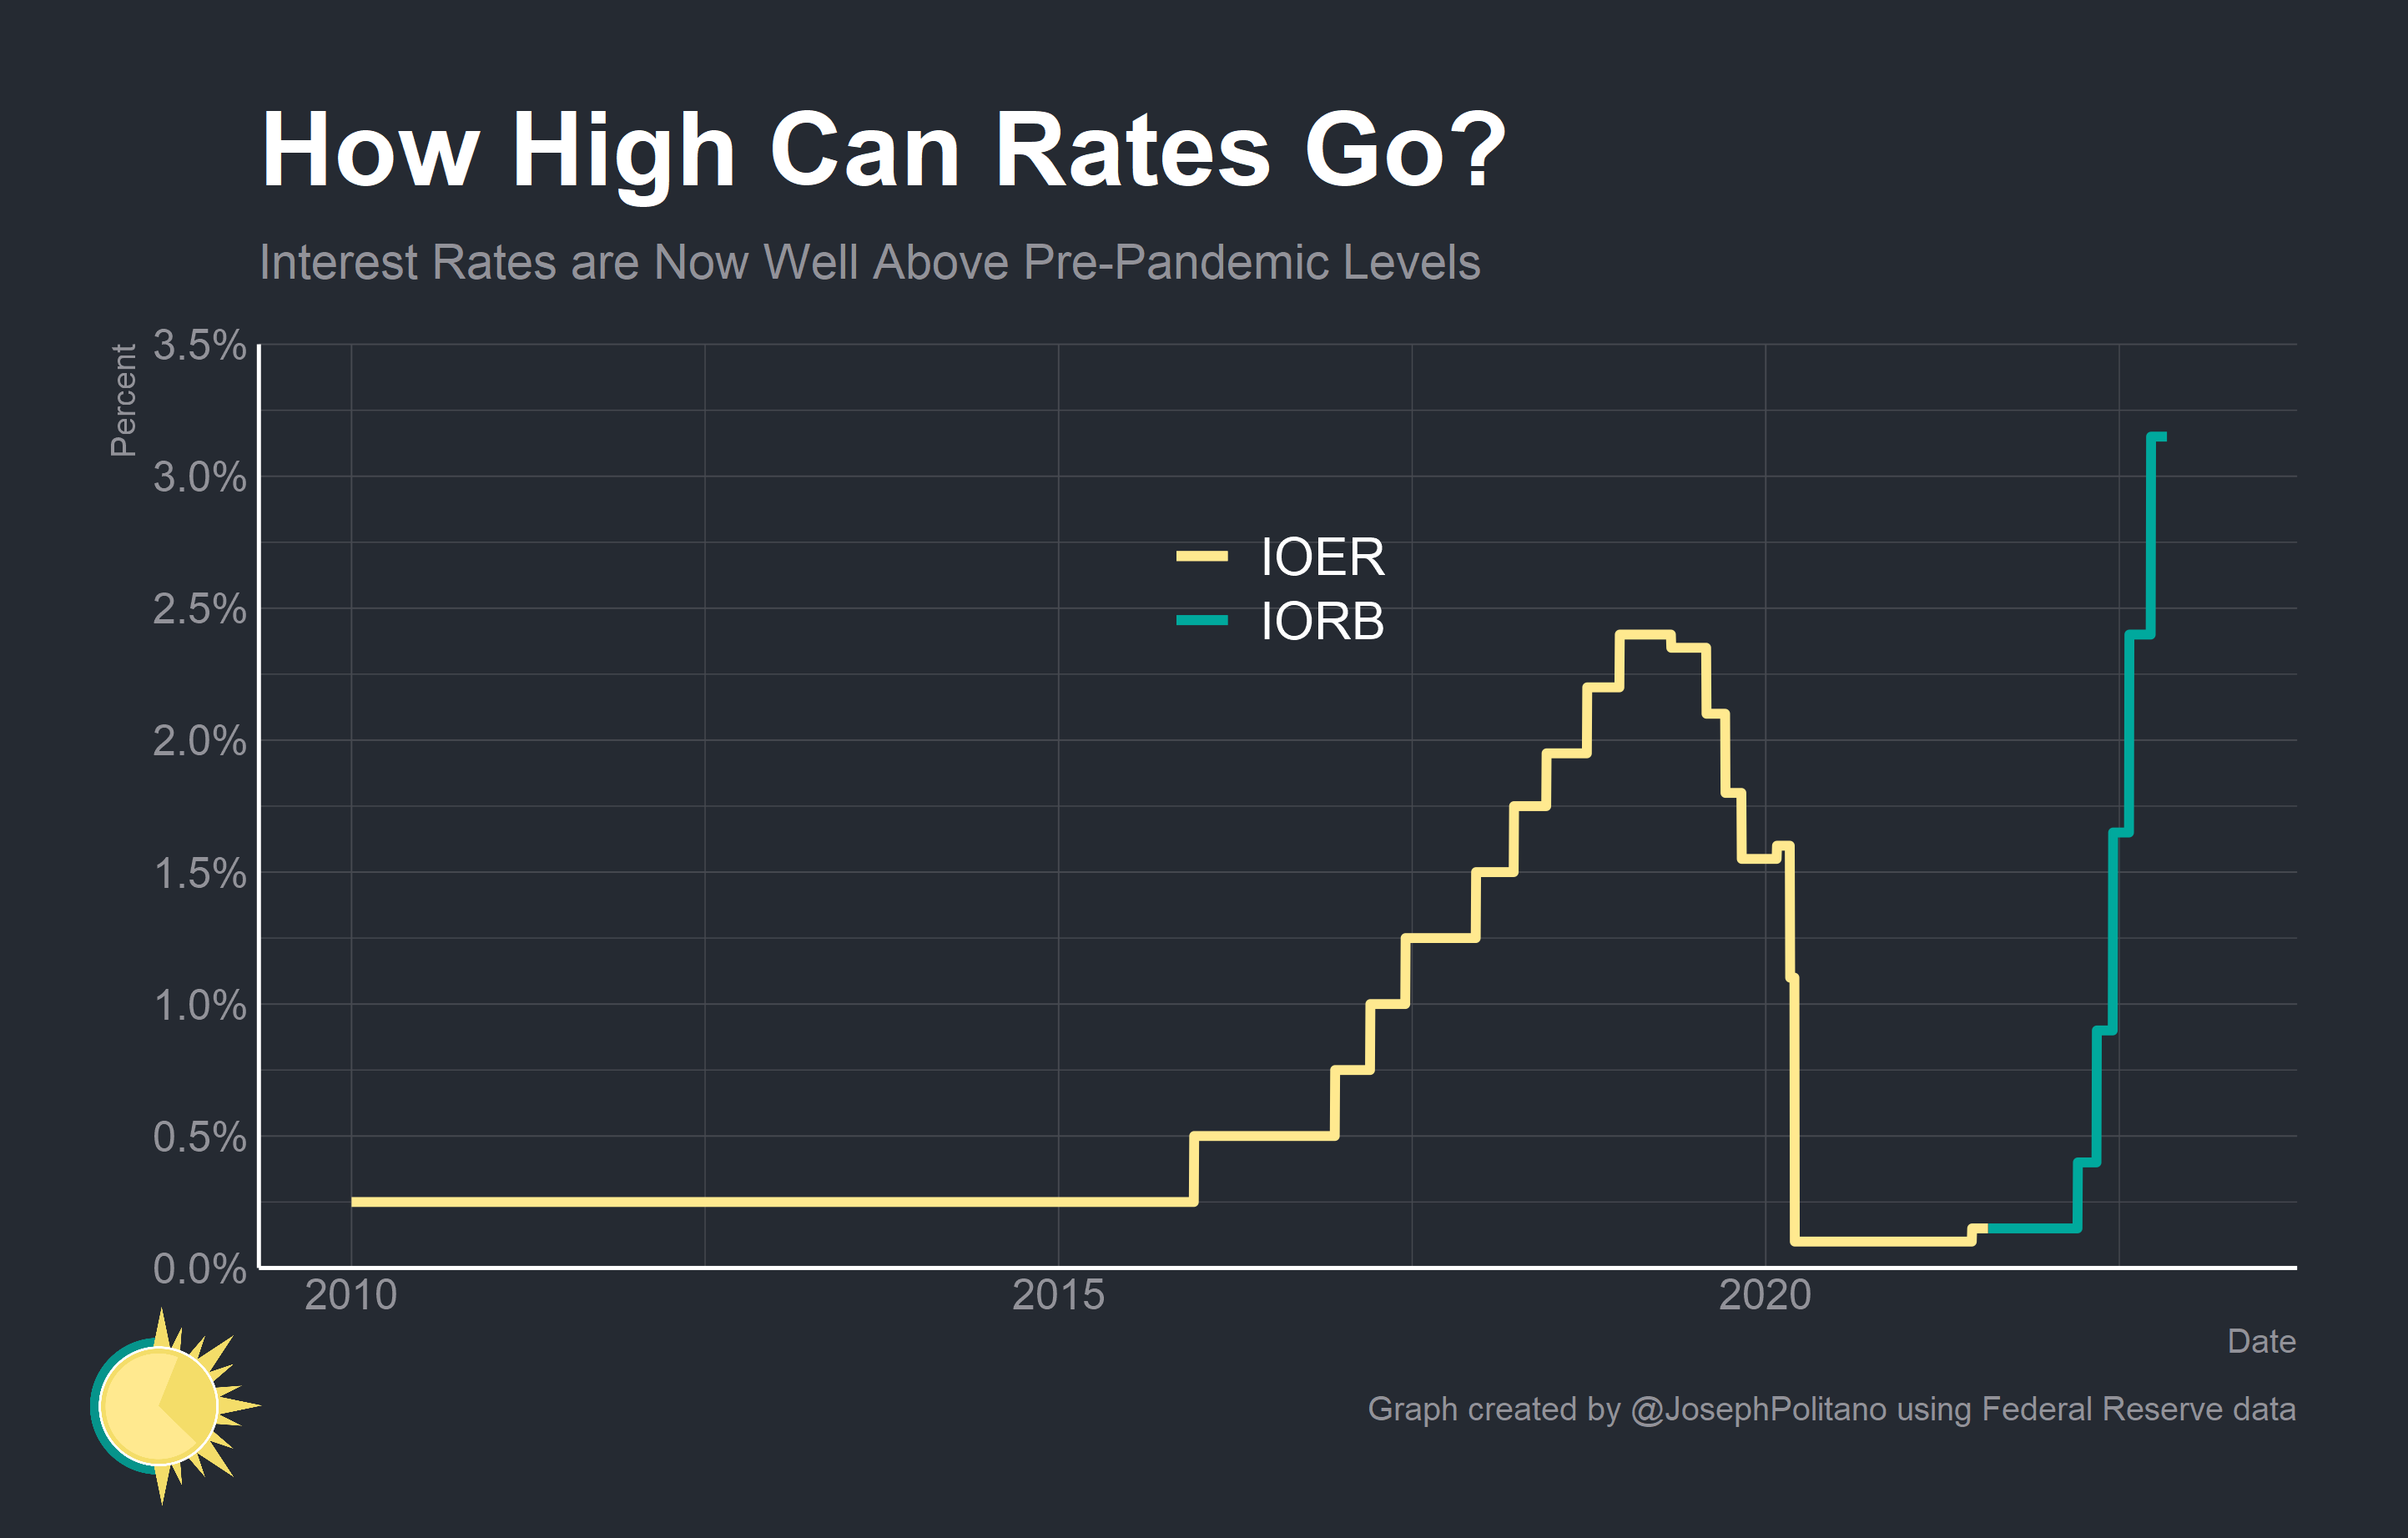 How High Can Rates Go?
Interest Rates are Now Well Above Pre-Pandemic Levels
Percent
3.5%
3.0%
2.5%
2.0%
1.5%
1.0%
0.5%
0.0%
IOER
IORB
2010
2015
2020
Date
Graph created by @JosephPolitano using Federal Reserve data